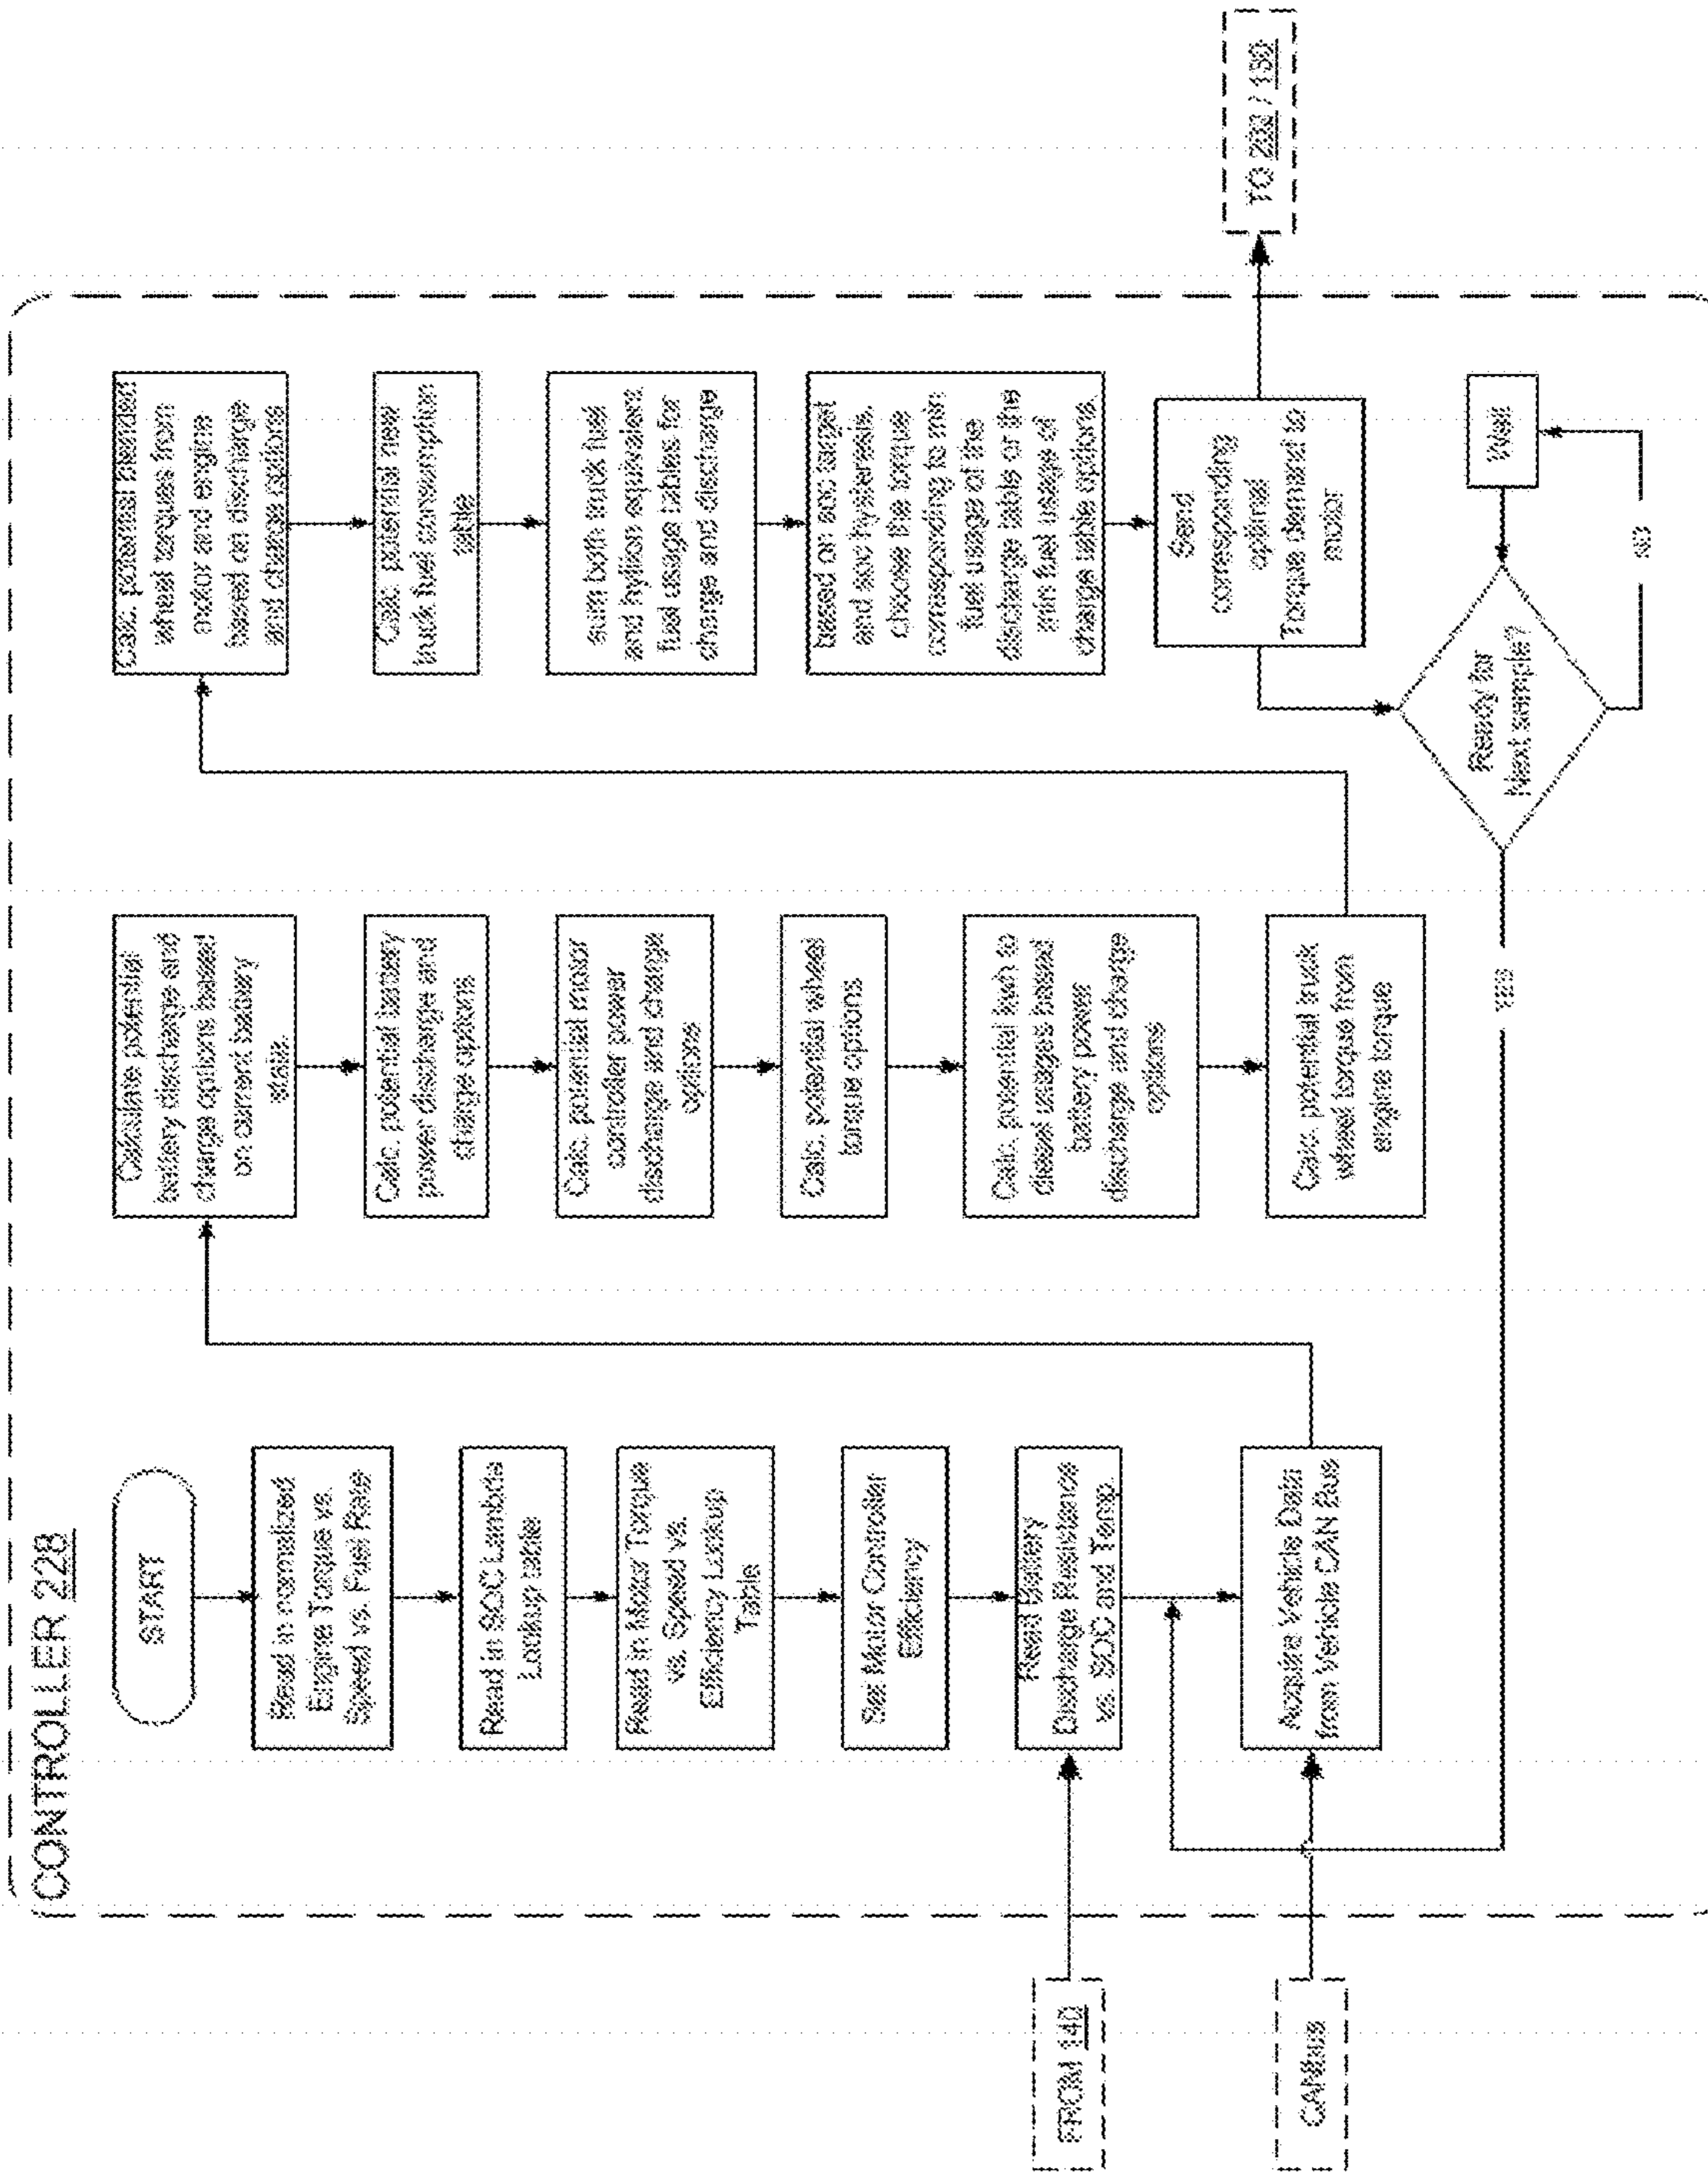 CONTROLLER 228
START
Read in normalized
Engine Torque vs.
Speed vs. Fuel Rate
Read in SOC Lambda
Lookup table
Read in Motor Torque
vs. Speed vs.
Efficiency Lookup
Table
Set Motor Controller
Efficiency
Read Battery
Discharge Resistance
vs. SOC and Temp.
Acquire Vehicle Data
from Vehicle CAN Bus
FROM 140
CANbus
Calculate potential
battery discharge and
charge options based
on current battery
state.
Calc. potential battery
power discharge and
charge options
Calc. potential motor
controller power
discharge and charge
options
Calc. potential wheel
torque options
Calc. potential kwh to
diesel usages based
battery power
discharge and charge
options
Calc. potential truck
wheel torque from
engine torque
Calc. potential blended
wheel torques from
motor and engine
based on discharge
and charge options
Calc. potential new
truck fuel consumption
table
sum both truck fuel
and hyliion equivalent
fuel usage tables for
charge and discharge
based on soc target
and soc hysteresis,
choose the torque
corresponding to min
fuel usage of the
discharge table or the
min fuel usage of
charge table options.
Send
corresponding
optimal
Torque demand to
motor
Ready for
Next sample?
Wait
NO
YES
TO / 130